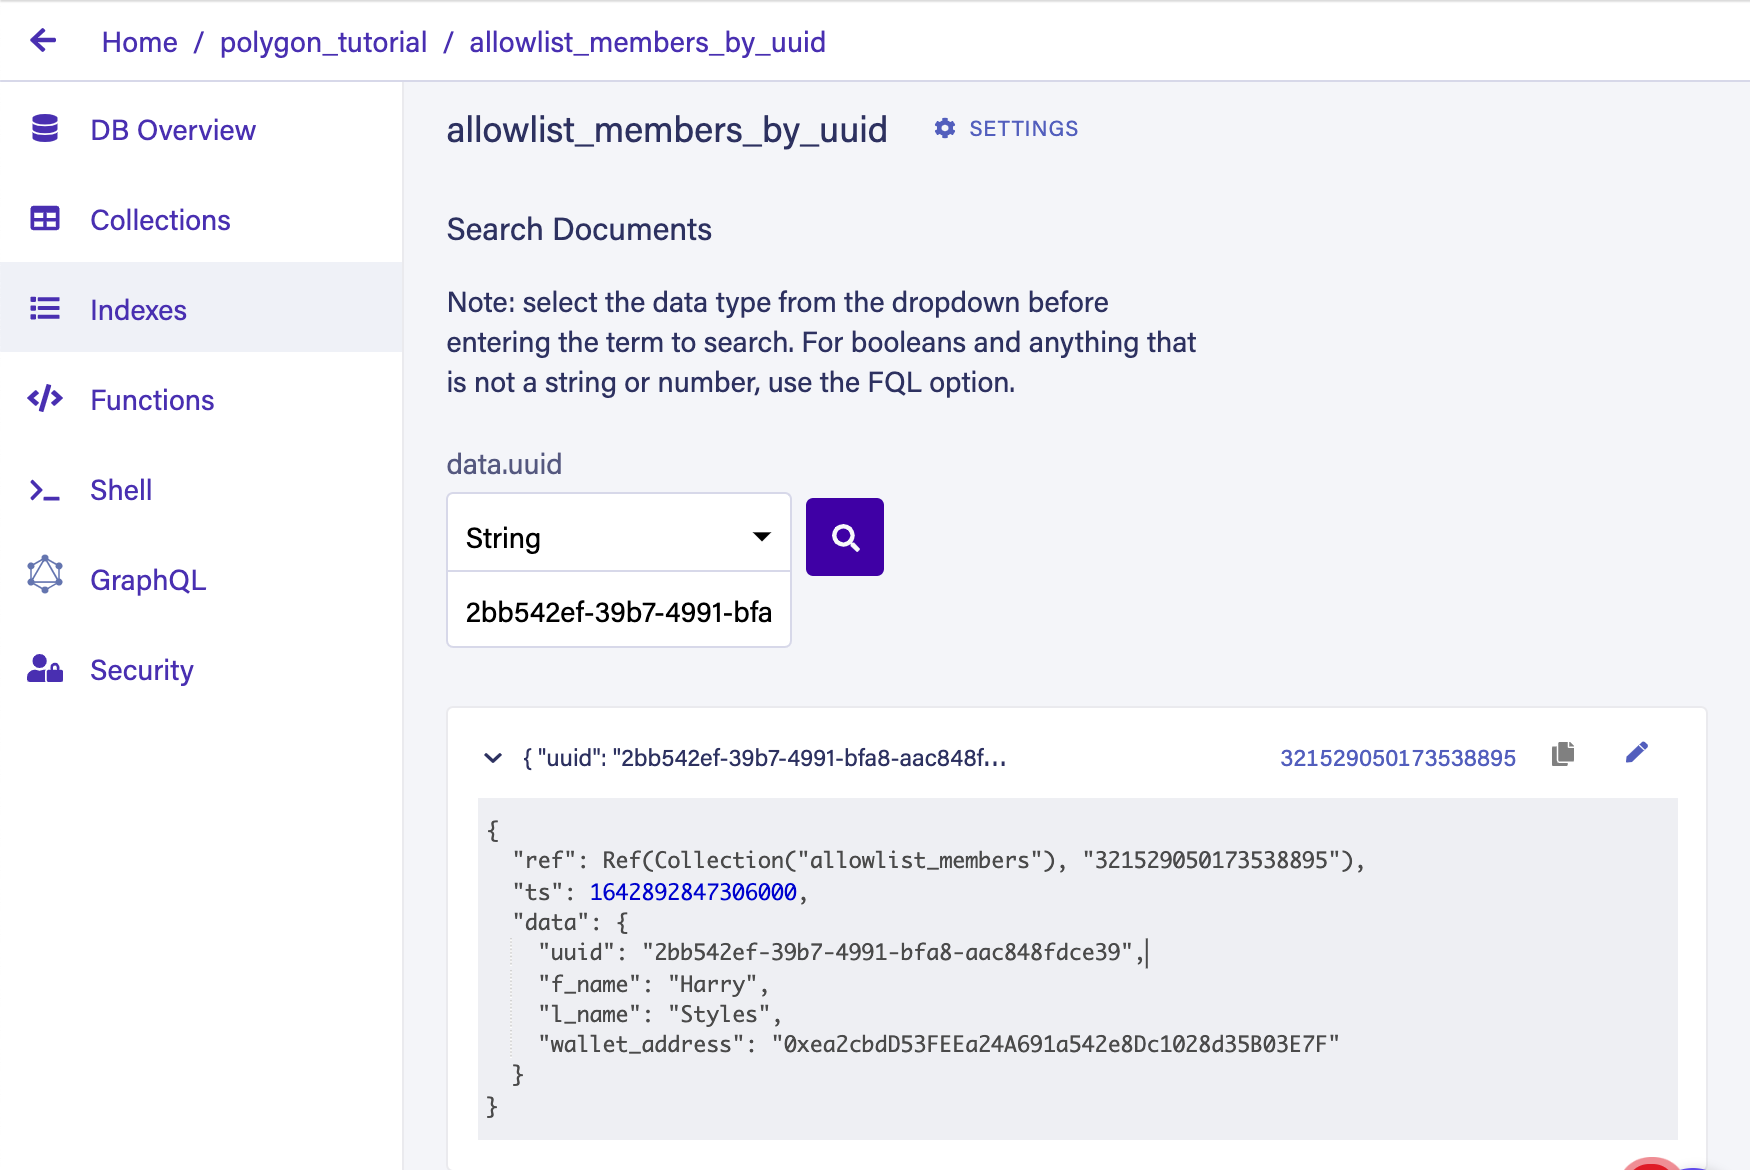 Home / polygon_tutorial / allowlist_members_by_uuid
DB Overview
Collections
Indexes
Functions
Shell
GraphQL
Security
allowlist_members_by_uuid SETTINGS
Search Documents
Note: select the data type from the dropdown before
entering the term to search. For booleans and anything that
is not a string or number, use the FQL option.
data.uuid
String
2bb542ef-39b7-4991-bfa
{ "uuid": "2bb542ef-39b7-4991-bfa8-aac848f... 321529050173538895
{
"ref": Ref(Collection("allowlist_members"), "321529050173538895"),
"ts": 1642892847306000,
"data": {
"uuid": "2bb542ef-39b7-4991-bfa8-aac848fdce39",
"f_name": "Harry",
"l_name": "Styles",
"wallet_address": "0xea2cbdD53FEEa24A691a542e8Dc1028d35B03E7F"
}
}